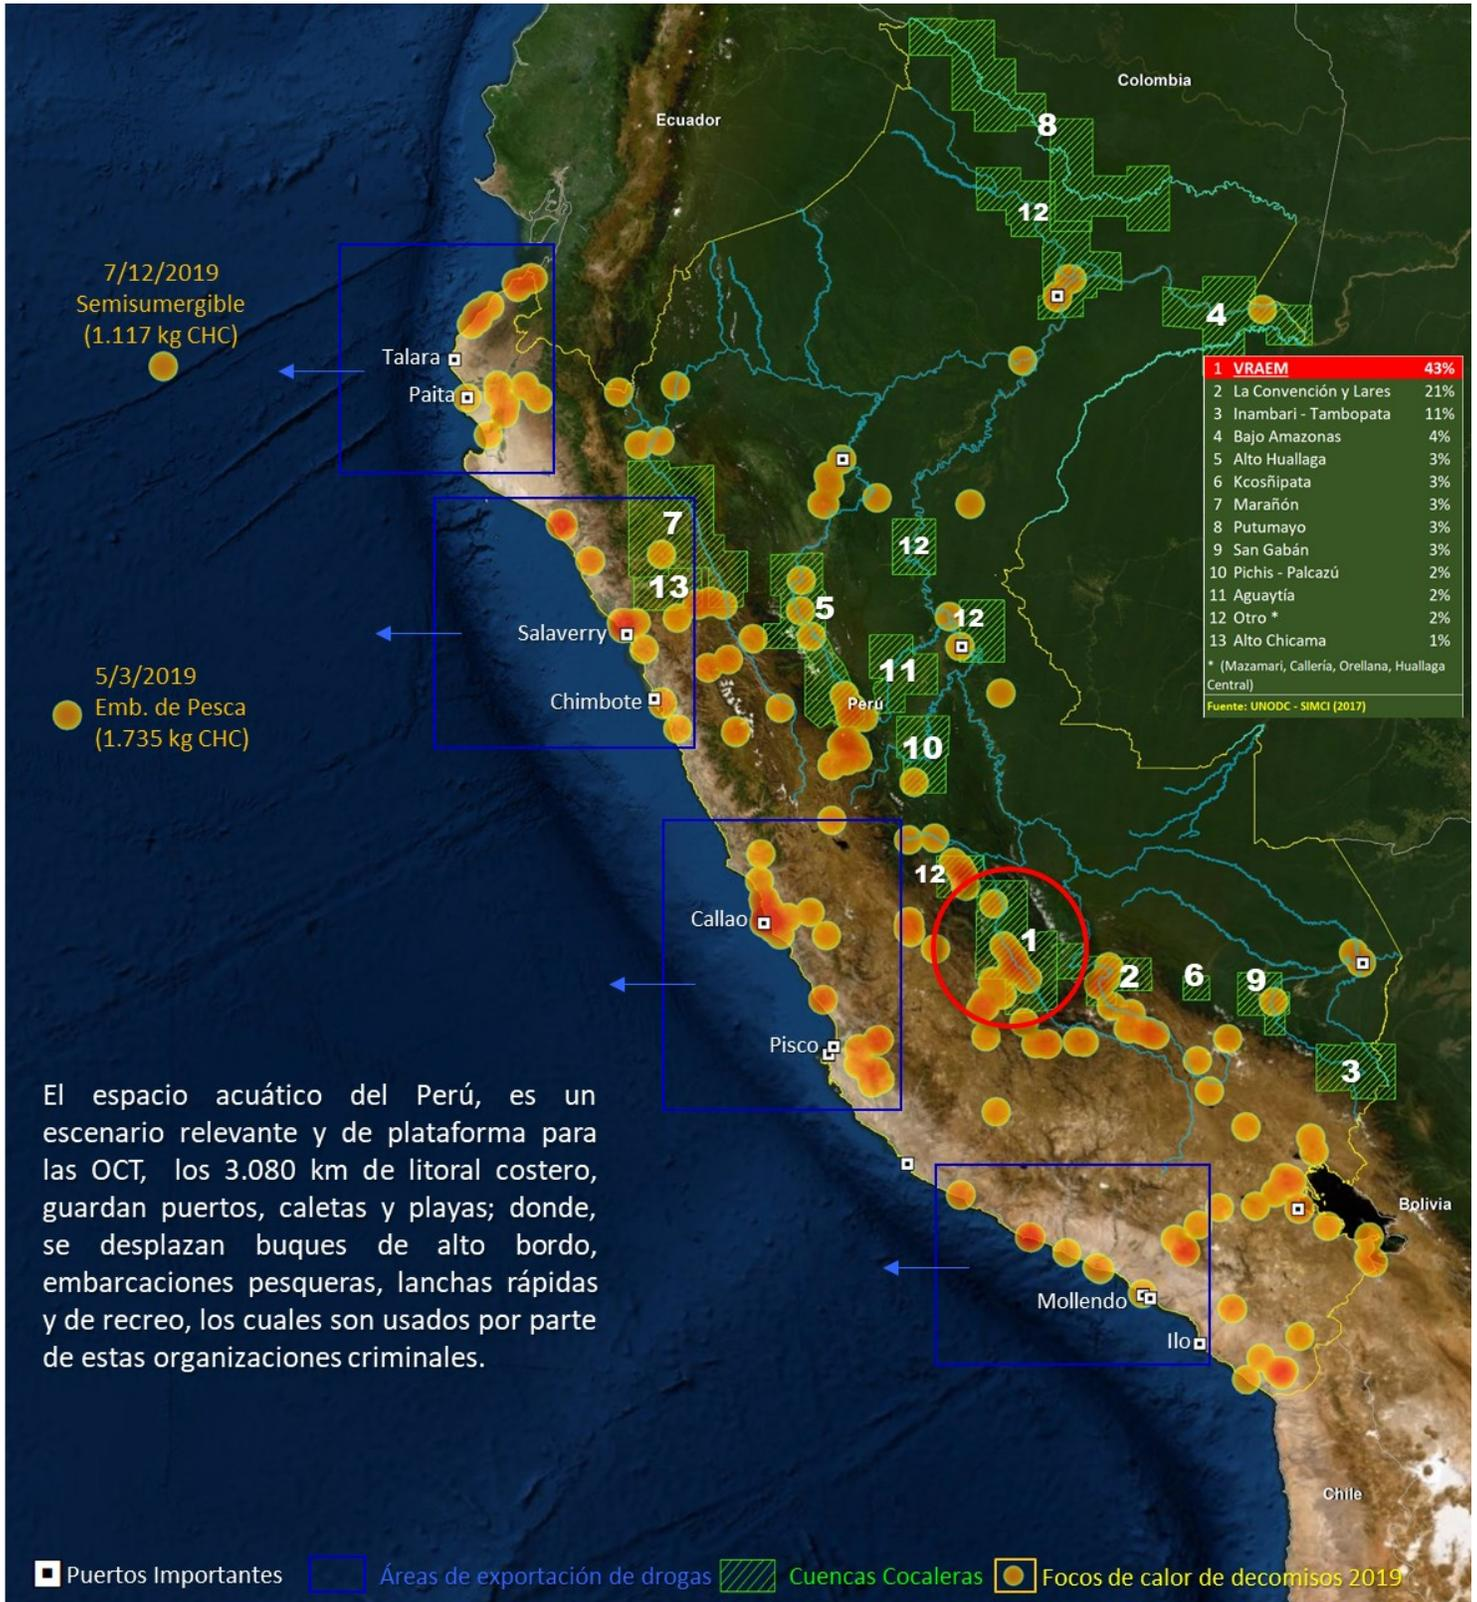 Colombia
Ecuador
8
12
7/12/2019
Semisumergible
(1.117 kg CHC)
4
Talara
Paita
1 VRAEM 43%
2 La Convención y Lares 21%
3 Inambari - Tambopata 11%
4 Bajo Amazonas 4%
5 Alto Huallaga 3%
6 Kcosñipata 3%
7 Marañón 3%
8 Putumayo 3%
9 San Gabán 3%
10 Pichis - Palcazú 2%
11 Aguaytía 2%
12 Otro * 2%
13 Alto Chicama 1%
* (Mazamari, Callería, Orellana, Huallaga
Central)
Fuente: UNODC - SIMCI (2017)
7
12
13
5
12
Salaverry
11
5/3/2019
Emb. de Pesca
(1.735 kg CHC)
Chimbote
Perú
10
12
Callao
1
2
6
9
Pisco
3
El espacio acuático del Perú, es un
escenario relevante y de plataforma para
las OCT, los 3.080 km de litoral costero,
guardan puertos, caletas y playas; donde,
se desplazan buques de alto bordo,
embarcaciones pesqueras, lanchas rápidas
y de recreo, los cuales son usados por parte
de estas organizaciones criminales.
Bolivia
Mollendo
Ilo
Chile
Puertos Importantes
Áreas de exportación de drogas
Cuencas Cocaleras
Focos de calor de decomisos 2019